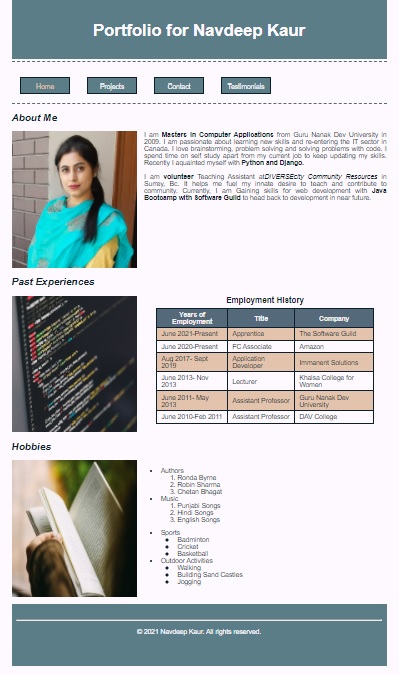 Portfolio for Navdeep Kaur
Home Projects Contact Testimonials
About Me
I am Masters in Computer Applications from Guru Nanak Dev University in
2009. I am passionate about learning new skills and re-entering the IT sector in
Canada. I love brainstorming, problem solving and solving problems with code. I
spend time on self study apart from my current job to keep updating my skills.
Recently I aquainted myself with Python and Django.
I am volunteer Teaching Assistant atDIVERSEcity Community Resources in
Surrey, Bc. It helps me fuel my innate desire to teach and contribute to
community. Currently, I am Gaining skills for web development with Java
Bootcamp with Software Guild to head back to development in near future.
Past Experiences
Employment History
Years of
Employment Title Company
June 2021-Present Apprentice The Software Guild
June 2020-Present FC Associate Amazon
Aug 2017- Sept
2019 Application
Developer Immanent Solutions
June 2013- Nov
2013 Lecturer Khalsa College for
Women
June 2011- May
2013 Assistant Professor Guru Nanak Dev
University
June 2010-Feb 2011 Assistant Professor DAV College
Hobbies
Authors
1. Ronda Byrne
2. Robin Sharma
3. Chetan Bhagat
Music
1. Punjabi Songs
2. Hindi Songs
3. English Songs
Sports
Badminton
Cricket
Basketball
Outdoor Activities
Walking
Building Sand Castles
Jogging
© 2021 Navdeep Kaur. All rights reserved.